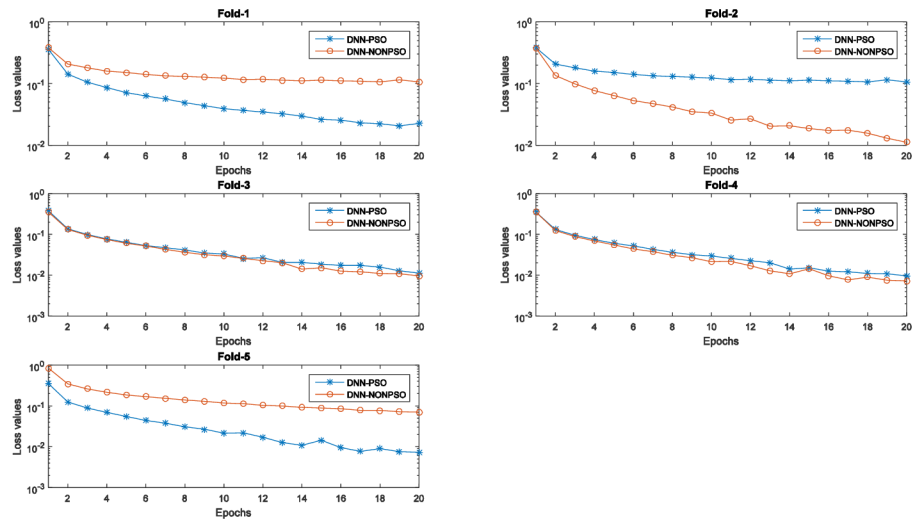 Fold-1
Loss values
10^0
10^-1
10^-2
DNN-PSO
DNN-NONPSO
2 4 6 8 10 12 14 16 18 20
Epochs
Fold-2
Loss values
10^0
10^-1
10^-2
DNN-PSO
DNN-NONPSO
2 4 6 8 10 12 14 16 18 20
Epochs
Fold-3
Loss values
10^0
10^-1
10^-2
10^-3
DNN-PSO
DNN-NONPSO
2 4 6 8 10 12 14 16 18 20
Epochs
Fold-4
Loss values
10^0
10^-1
10^-2
10^-3
DNN-PSO
DNN-NONPSO
2 4 6 8 10 12 14 16 18 20
Epochs
Fold-5
Loss values
10^0
10^-1
10^-2
10^-3
DNN-PSO
DNN-NONPSO
2 4 6 8 10 12 14 16 18 20
Epochs